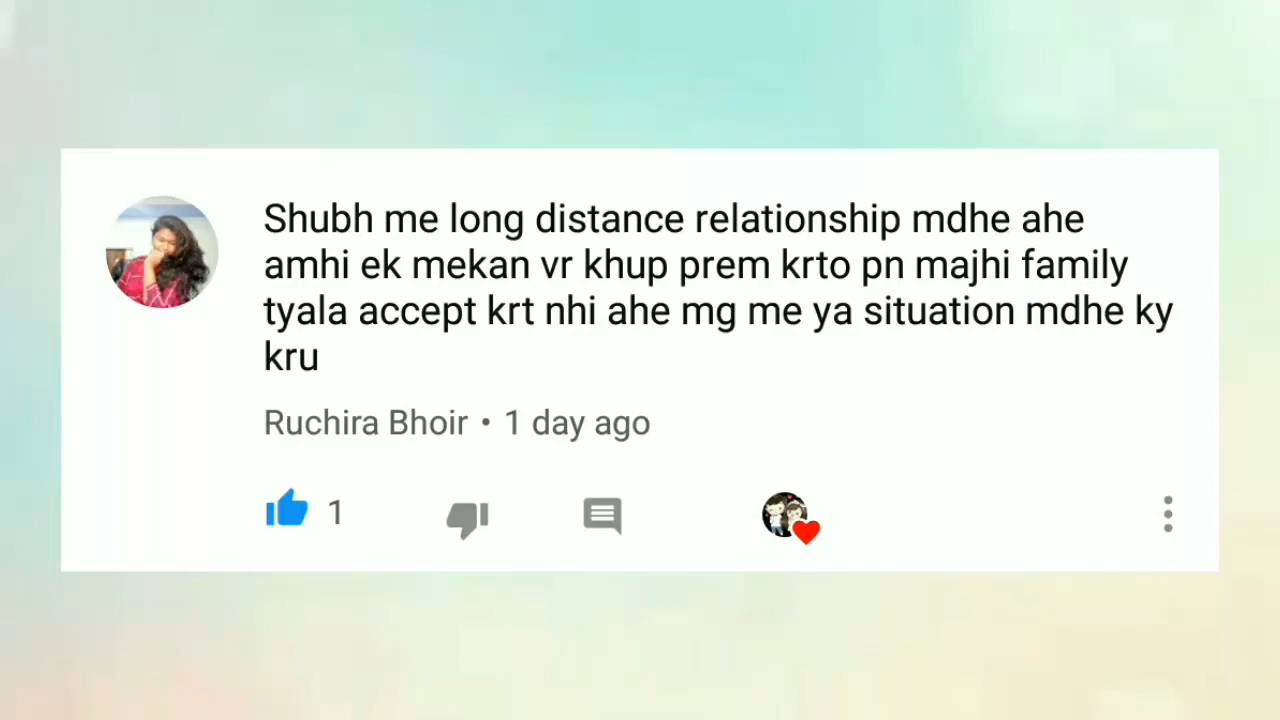 Shubh me long distance relationship mdhe ahe
amhi ek mekan vr khup prem krto pn majhi family
tyala accept krt nhi ahe mg me ya situation mdhe ky
kru
Ruchira Bhoir • 1 day ago
1